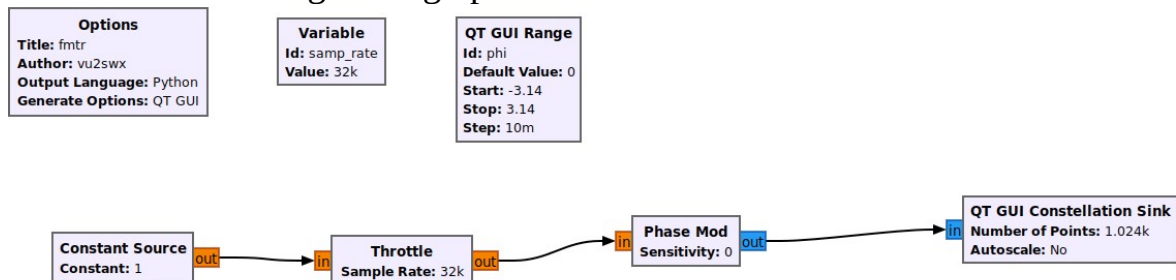 Options
Title: fmtr
Author: vu2swx
Output Language: Python
Generate Options: QT GUI
Variable
Id: samp_rate
Value: 32k
QT GUI Range
Id: phi
Default Value: 0
Start: -3.14
Stop: 3.14
Step: 10m
Constant Source
Constant: 1
out
in
Throttle
Sample Rate: 32k
out
in
Phase Mod
Sensitivity: 0
out
in
QT GUI Constellation Sink
Number of Points: 1.024k
Autoscale: No